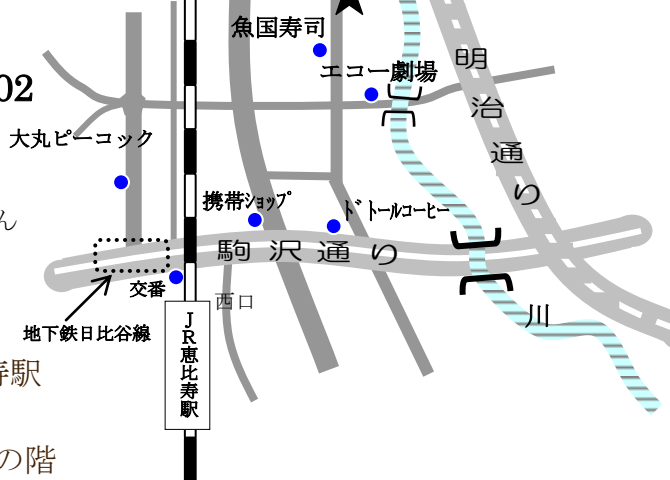 魚国寿司
エコー劇場
明治通り
02
大丸ピーコック
携帯ショップ
ドトールコーヒー
ん
駒沢通り
交番
西口
川
地下鉄日比谷線
JR恵比寿駅
寿駅
の階